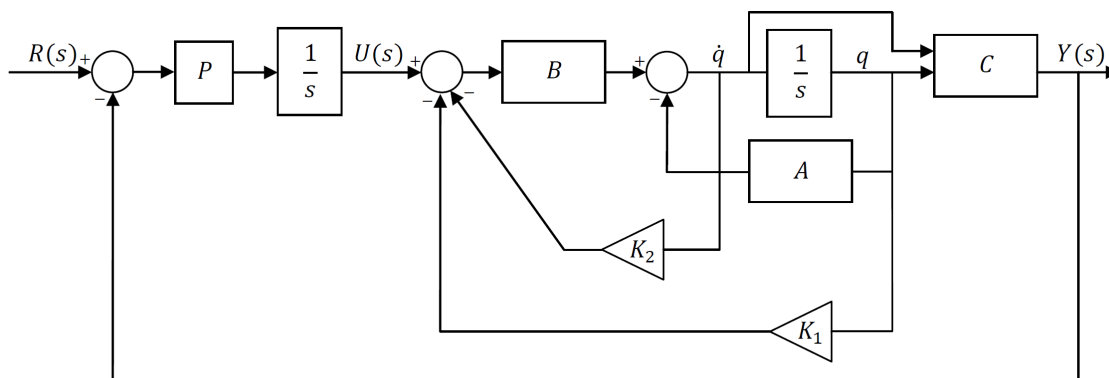 R(s)
+
−
P
1
s
U(s)
+
−
−
B
+
−
q̇
1
s
q
C
Y(s)
A
K₂
K₁